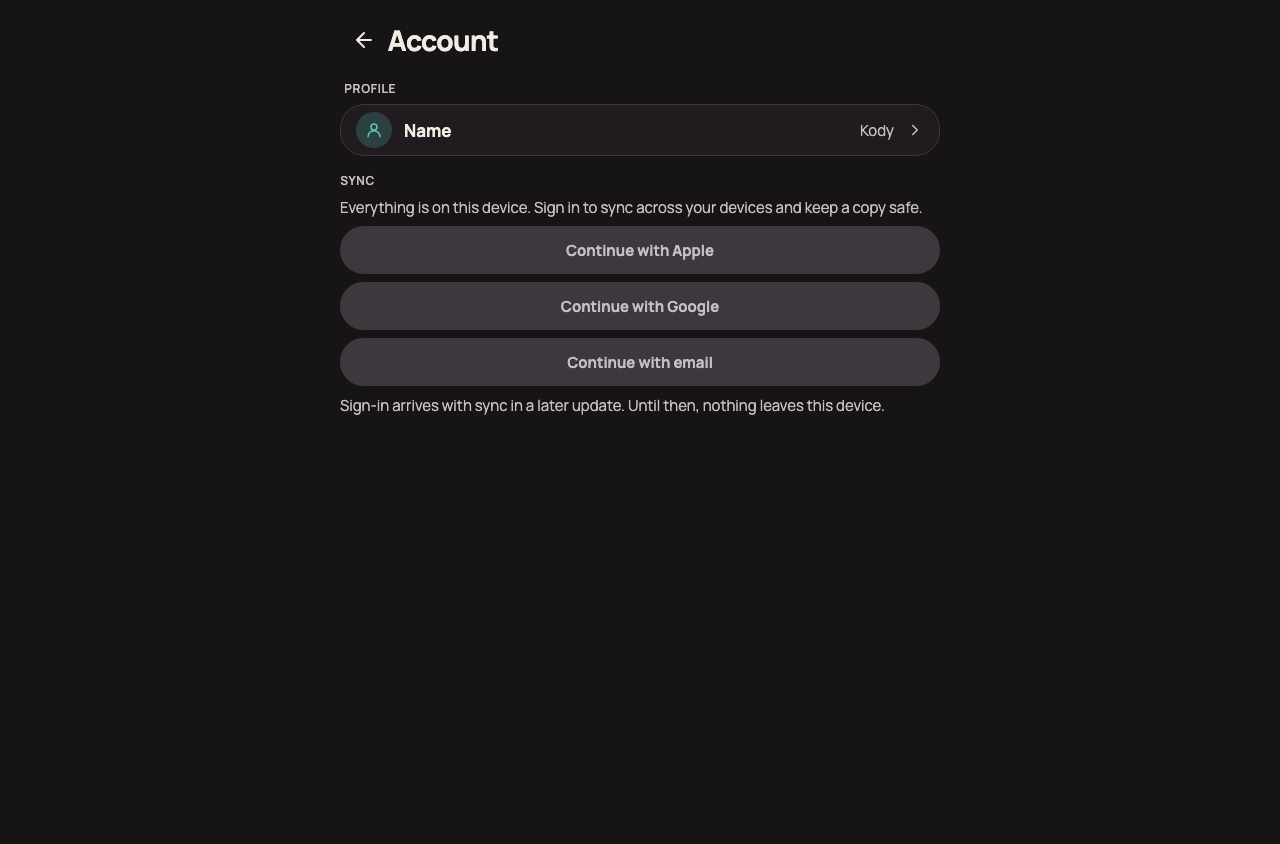 Account
PROFILE
Name
Kody
SYNC
Everything is on this device. Sign in to sync across your devices and keep a copy safe.
Continue with Apple
Continue with Google
Continue with email
Sign-in arrives with sync in a later update. Until then, nothing leaves this device.